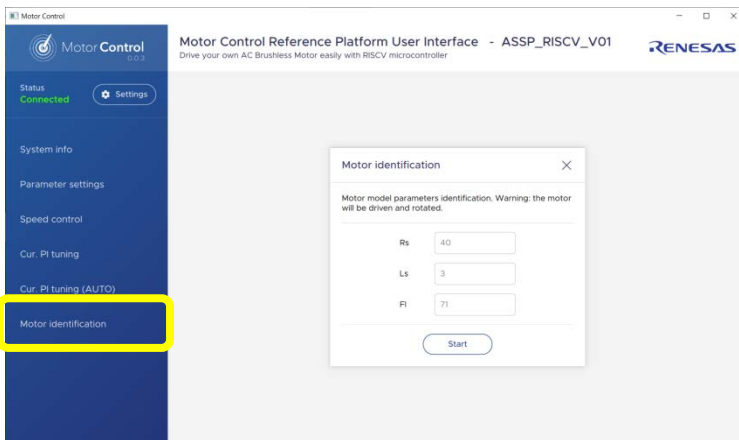 Motor Control
Motor Control
0.0.3
Motor Control Reference Platform User Interface - ASSP_RISCV_V01
Drive your own AC Brushless Motor easily with RISCV microcontroller
RENESAS
Status
Connected
Settings
System info
Parameter settings
Speed control
Cur. PI tuning
Cur. PI tuning (AUTO)
Motor identification
Motor identification
Motor model parameters identification. Warning: the motor
will be driven and rotated.
Rs 40
Ls 3
Fl 71
Start